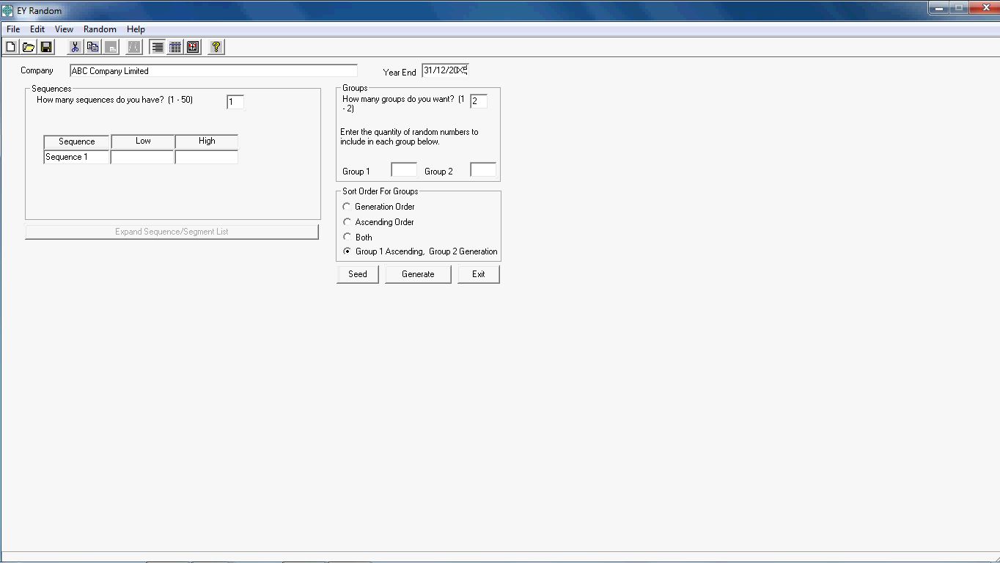 EY Random
File Edit View Random Help
Company ABC Company Limited Year End 31/12/20X5
Sequences
How many sequences do you have? (1 - 50) 1
Sequence Low High
Sequence 1
Expand Sequence/Segment List
Groups
How many groups do you want? (1
- 2) 2
Enter the quantity of random numbers to
include in each group below.
Group 1 Group 2
Sort Order For Groups
Generation Order
Ascending Order
Both
Group 1 Ascending, Group 2 Generation
Seed Generate Exit